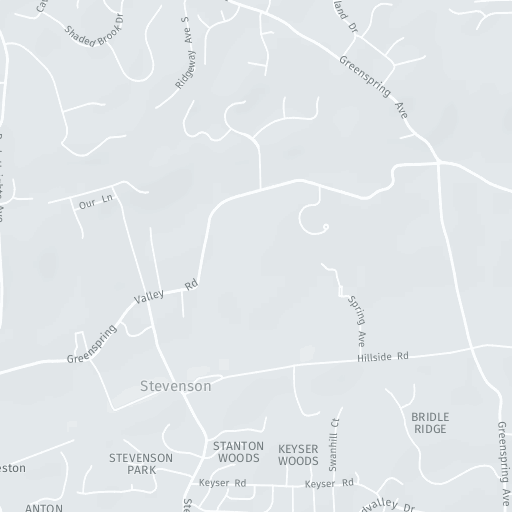 Shaded Brook Dr
Ridgeway Ave S
Dr
Greenspring Ave
Our Ln
Greenspring Valley Rd
Spring Ave
Hillside Rd
Stevenson
BRIDLE
RIDGE
Greenspring Ave
STANTON
WOODS
KEYSER
WOODS
Swanhill Ct
STEVENSON
PARK
Keyser Rd
Keyser Rd
ANTON